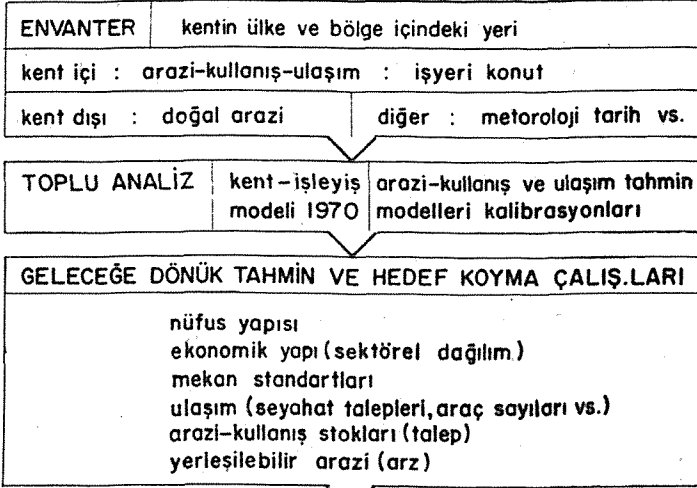 ENVANTER kentin ülke ve bölge içindeki yeri
kent içi : arazi-kullanış-ulaşım : işyeri konut
kent dışı : doğal arazi diğer : metoroloji tarih vs.
TOPLU ANALİZ kent-işleyiş arazi-kullanış ve ulaşım tahmin
modeli 1970 modelleri kalibrasyonları
GELECEĞE DÖNÜK TAHMİN VE HEDEF KOYMA ÇALIŞ.LARI
nüfus yapısı
ekonomik yapı (sektörel dağılım)
mekan standartları
ulaşım (seyahat talepleri, araç sayıları vs.)
arazi-kullanış stokları (talep)
yerleşilebilir arazi (arz)